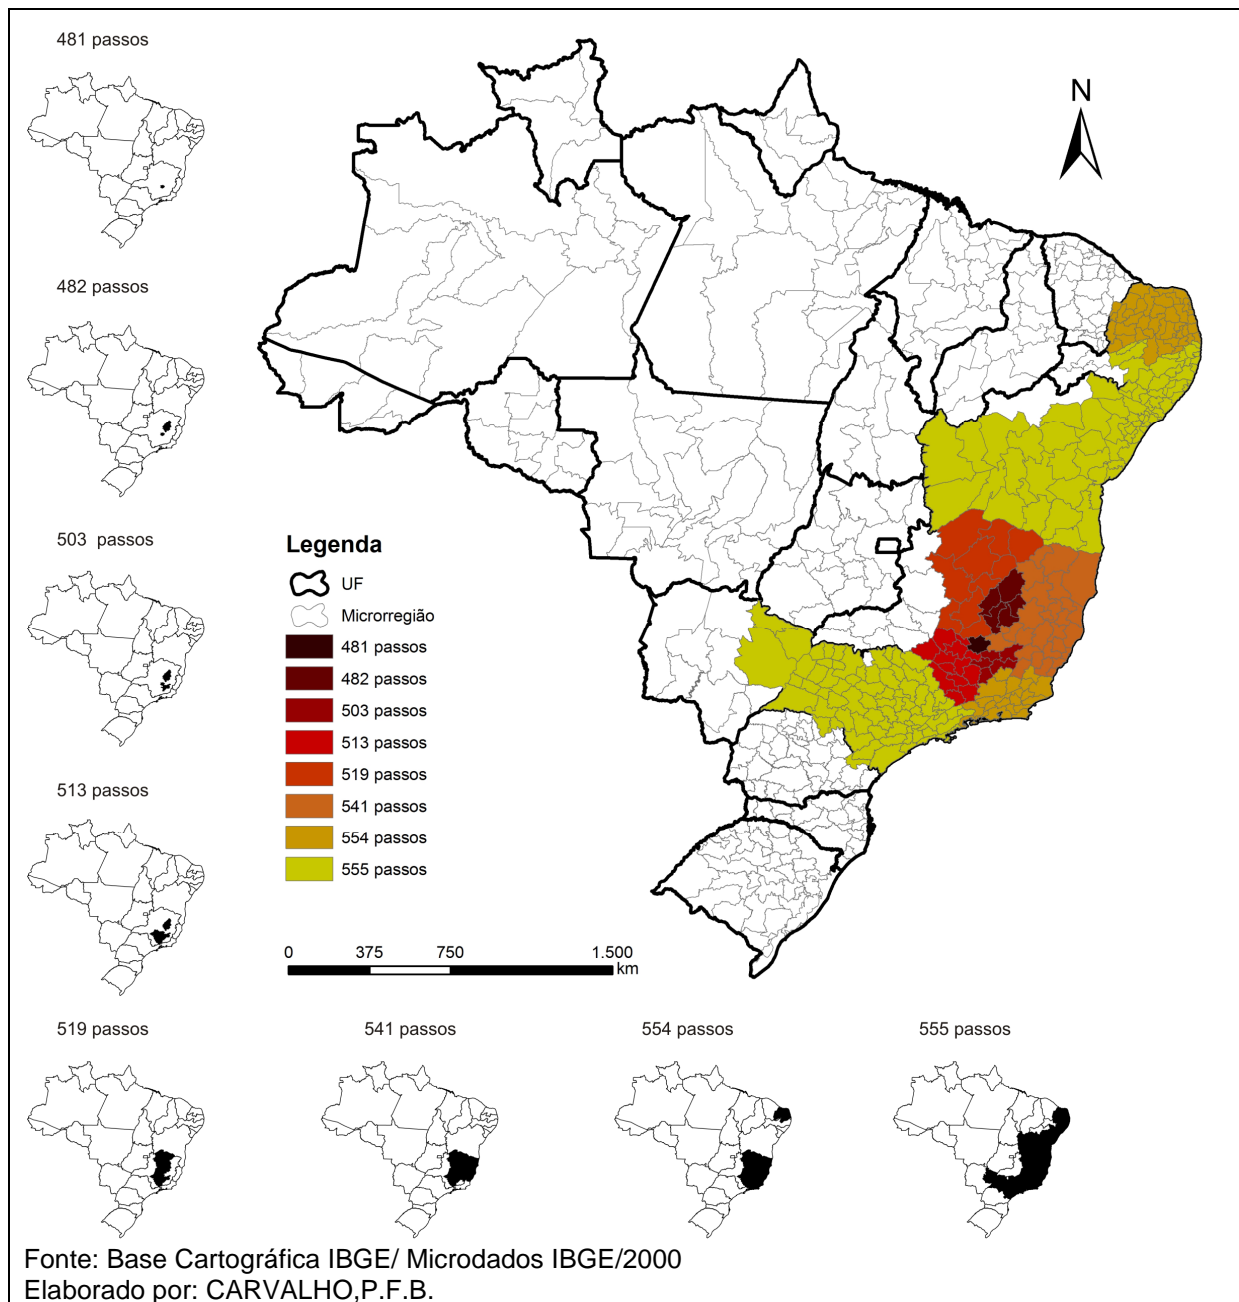 481 passos
482 passos
503 passos
513 passos
N
Legenda
UF
Microrregião
481 passos
482 passos
503 passos
513 passos
519 passos
541 passos
554 passos
555 passos
0 375 750 1.500
km
519 passos
541 passos
554 passos
555 passos
Fonte: Base Cartográfica IBGE/ Microdados IBGE/2000
Elaborado por: CARVALHO,P.F.B.